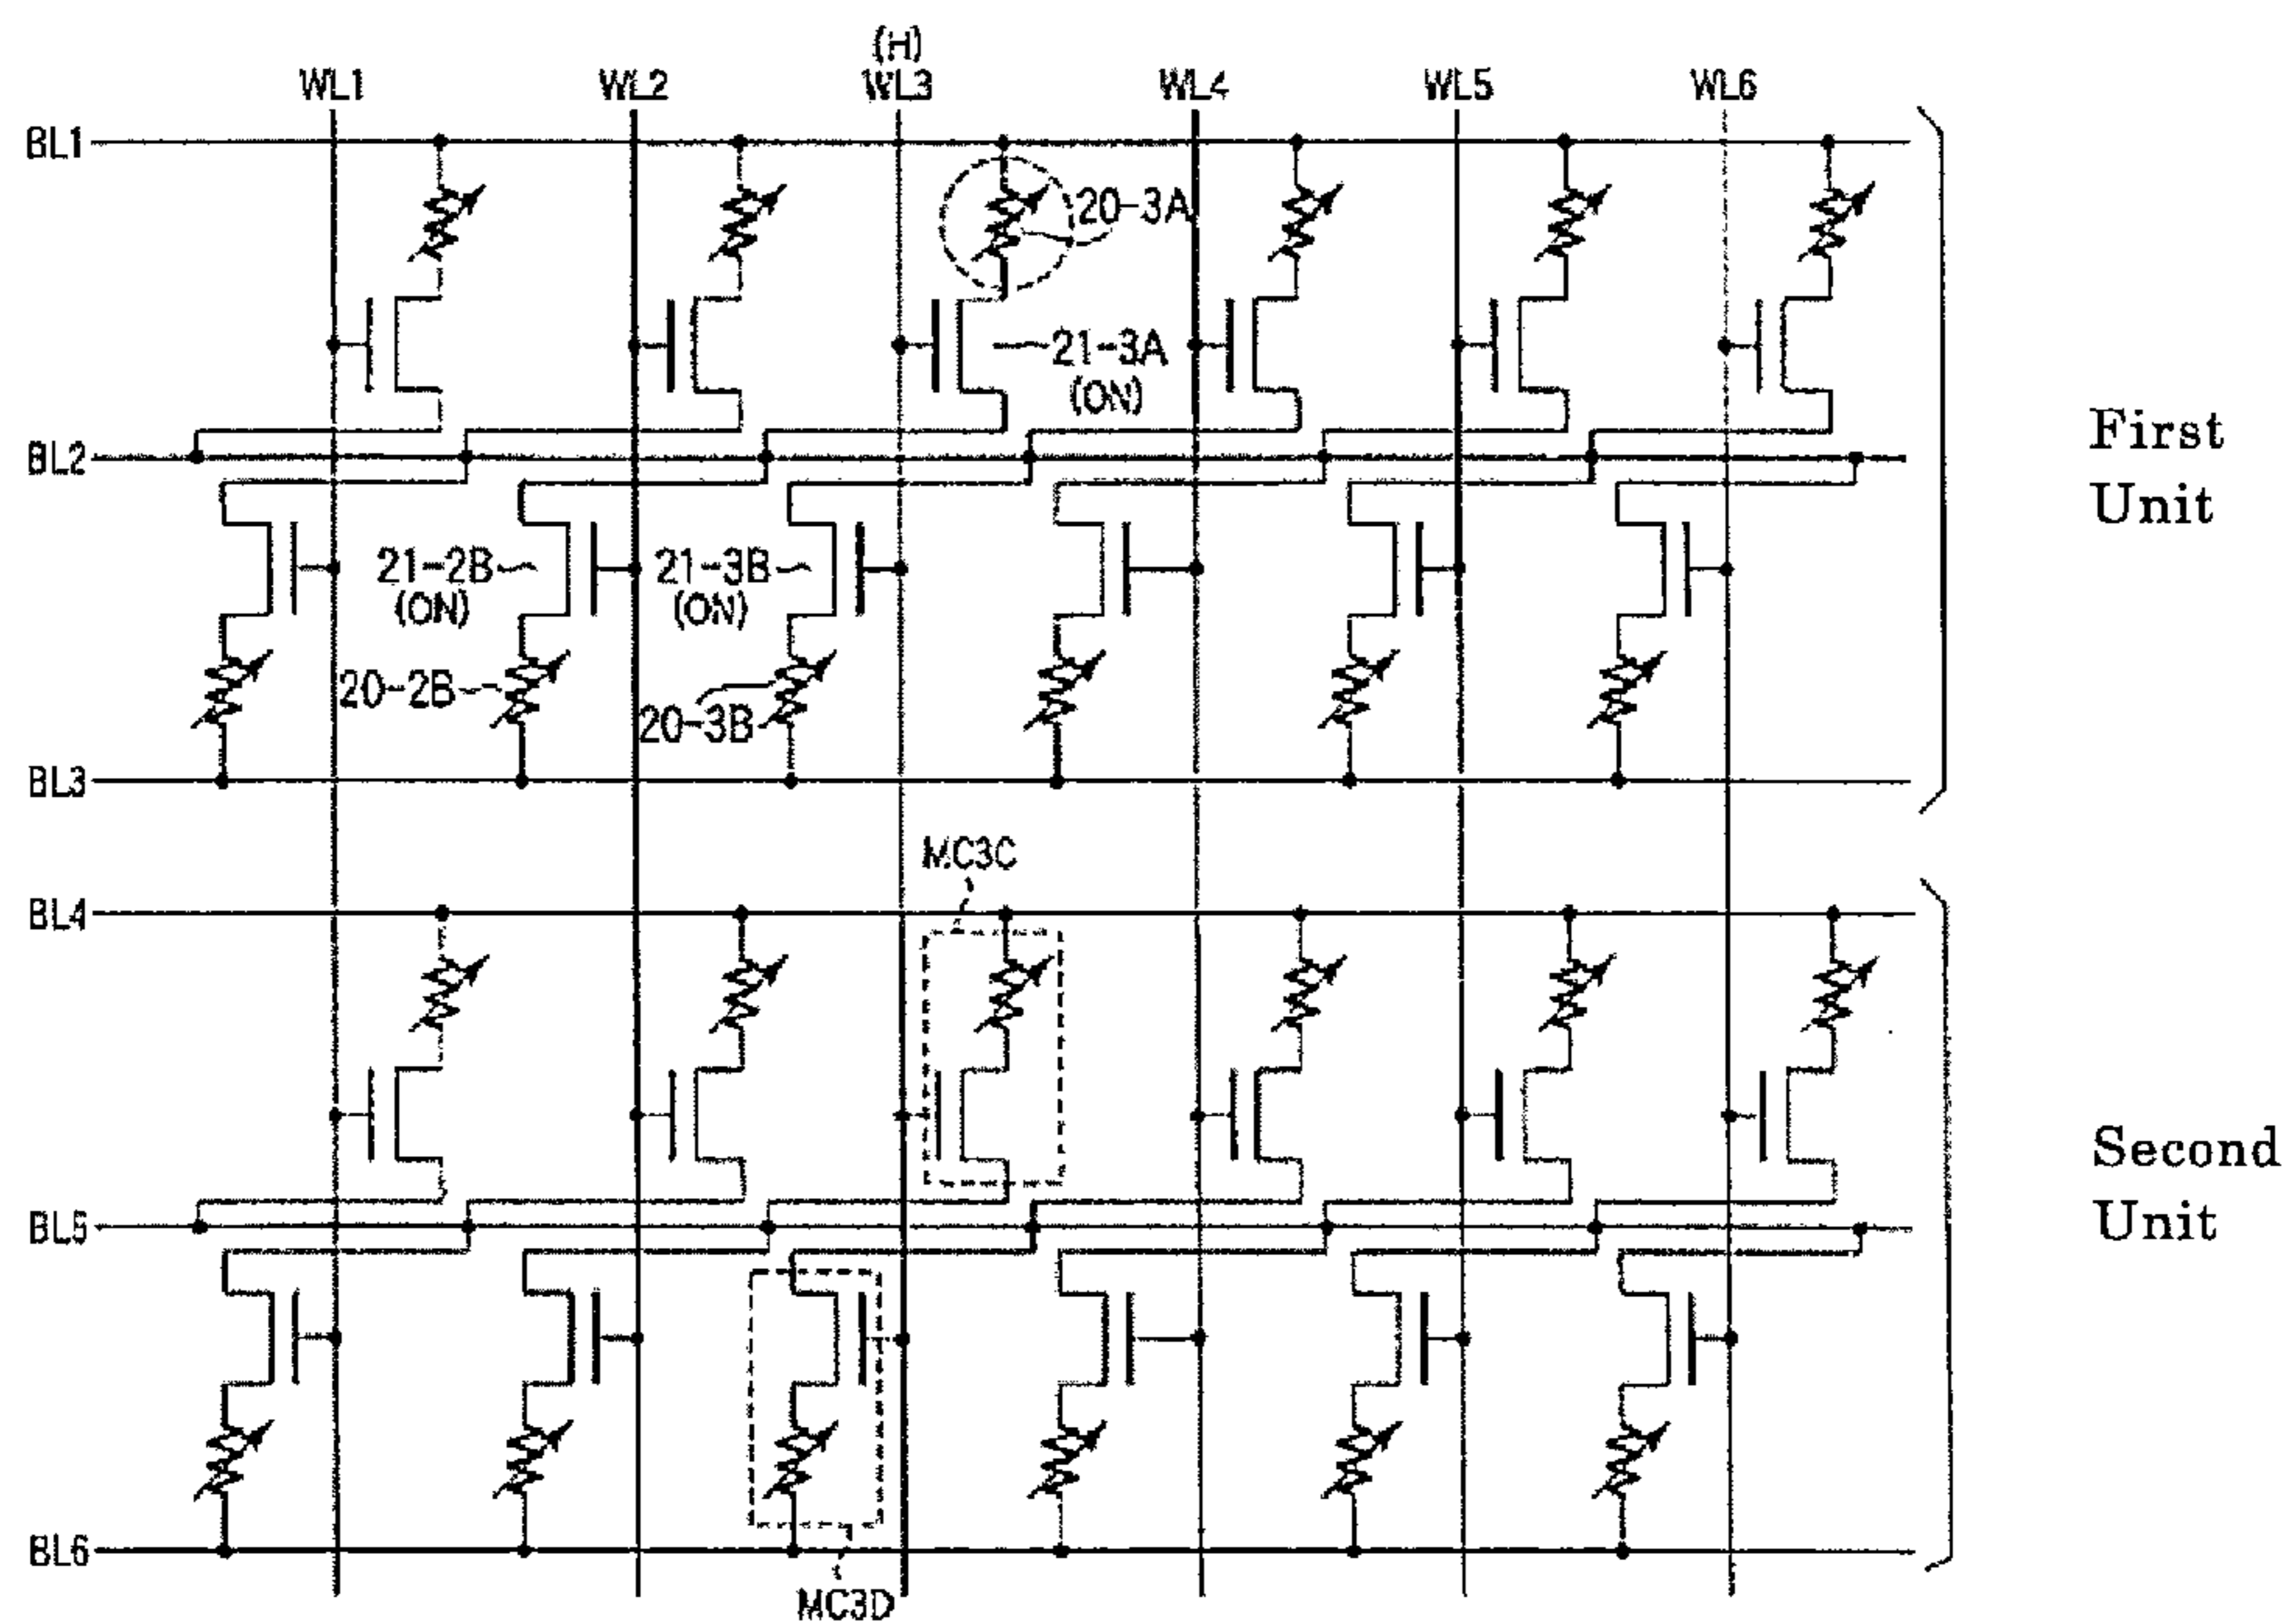 (H)
WL1 WL2 WL3 WL4 WL5 WL6
BL1
20-3A
21-3A
(ON)
BL2
First
Unit
21-2B 21-3B
(ON) (ON)
20-2B
20-3B
BL3
MC3C
BL4
BL5
Second
Unit
BL6
MC3D